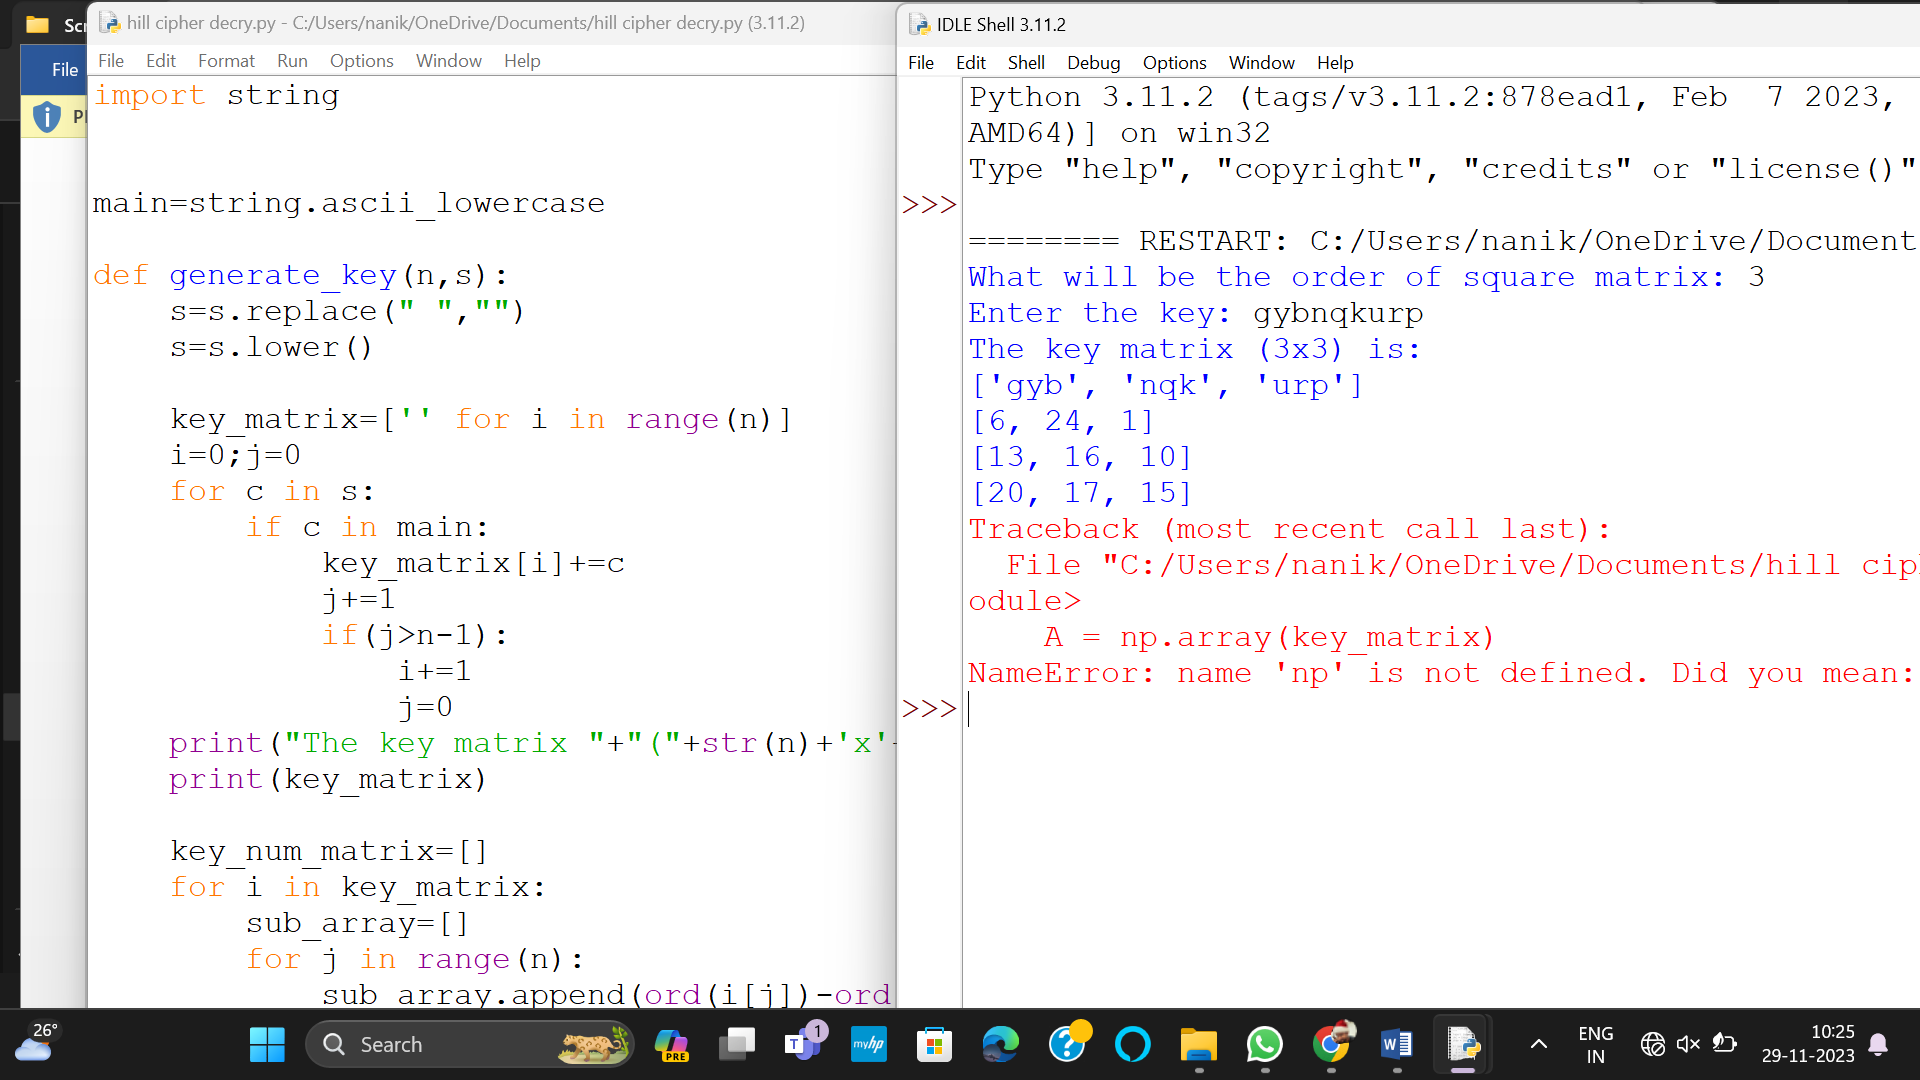 Sc
File
P
hill cipher decry.py - C:/Users/nanik/OneDrive/Documents/hill cipher decry.py (3.11.2)
File Edit Format Run Options Window Help
import string
main=string.ascii_lowercase
def generate_key(n,s):
    s=s.replace(" ","")
    s=s.lower()
    key_matrix=['' for i in range(n)]
    i=0;j=0
    for c in s:
        if c in main:
            key_matrix[i]+=c
            j+=1
            if(j>n-1):
                i+=1
                j=0
    print("The key matrix "+"("+str(n)+'x'
    print(key_matrix)
    key_num_matrix=[]
    for i in key_matrix:
        sub_array=[]
        for j in range(n):
            sub_array.append(ord(i[j])-ord
IDLE Shell 3.11.2
File Edit Shell Debug Options Window Help
Python 3.11.2 (tags/v3.11.2:878ead1, Feb  7 2023,
AMD64)] on win32
Type "help", "copyright", "credits" or "license()"
>>>
======== RESTART: C:/Users/nanik/OneDrive/Document
What will be the order of square matrix: 3
Enter the key: gybnqkurp
The key matrix (3x3) is:
['gyb', 'nqk', 'urp']
[6, 24, 1]
[13, 16, 10]
[20, 17, 15]
Traceback (most recent call last):
  File "C:/Users/nanik/OneDrive/Documents/hill cip
odule>
    A = np.array(key_matrix)
NameError: name 'np' is not defined. Did you mean:
>>>
26°
Search
PRE
T
1
myhp
W
ENG
IN
10:25
29-11-2023